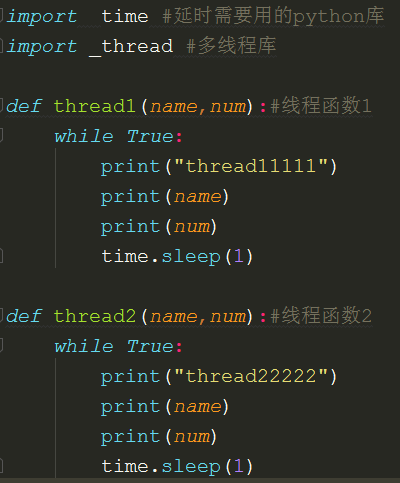 import time #延时需要用的python库
import _thread #多线程库
def thread1(name,num):#线程函数1
while True:
print("thread11111")
print(name)
print(num)
time.sleep(1)
def thread2(name,num):#线程函数2
while True:
print("thread22222")
print(name)
print(num)
time.sleep(1)